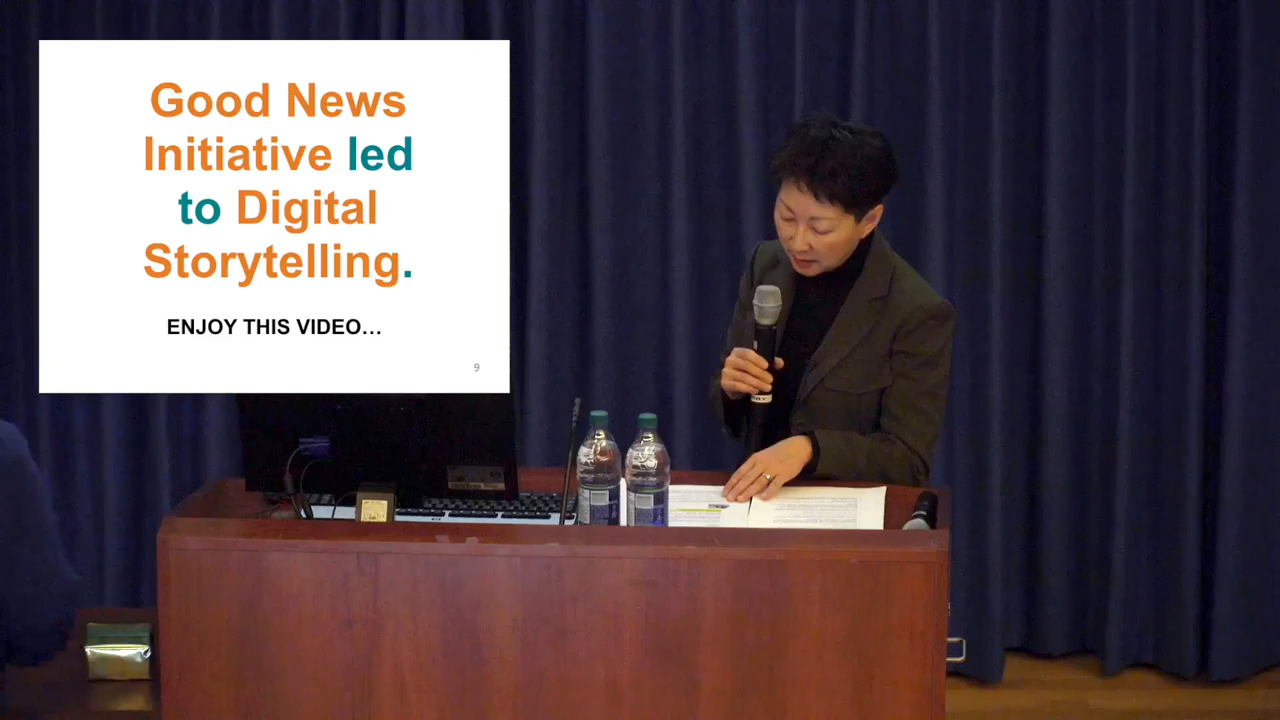 Good News
Initiative led
to Digital
Storytelling.
ENJOY THIS VIDEO…
9